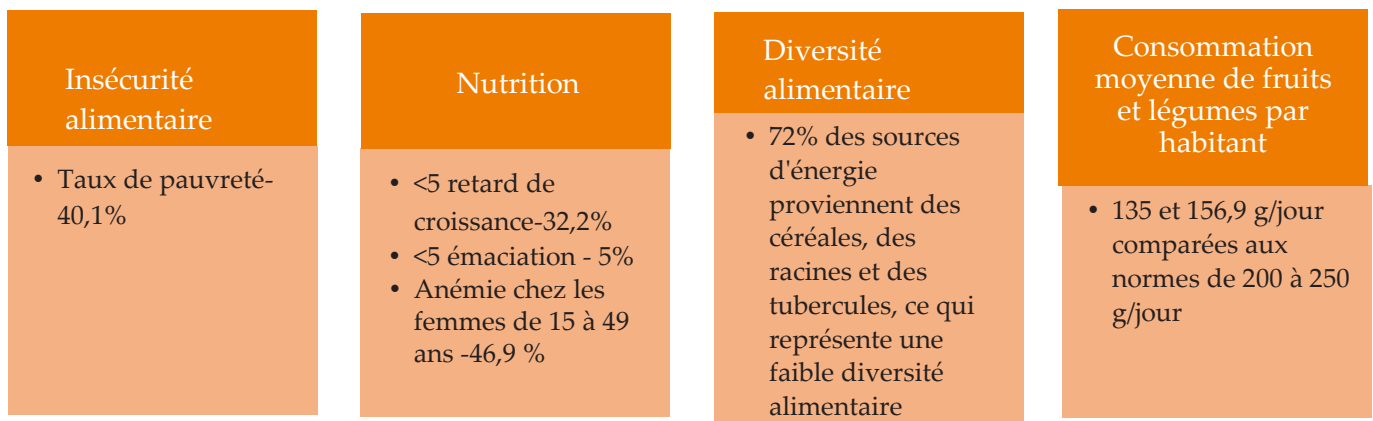 Insécurité
alimentaire
• Taux de pauvreté-
40,1%
Nutrition
• <5 retard de
croissance-32,2%
• <5 émaciation - 5%
• Anémie chez les
femmes de 15 à 49
ans -46,9 %
Diversité
alimentaire
• 72% des sources
d'énergie
proviennent des
céréales, des
racines et des
tubercules, ce qui
représente une
faible diversité
alimentaire
Consommation
moyenne de fruits
et légumes par
habitant
• 135 et 156,9 g/jour
comparées aux
normes de 200 à 250
g/jour